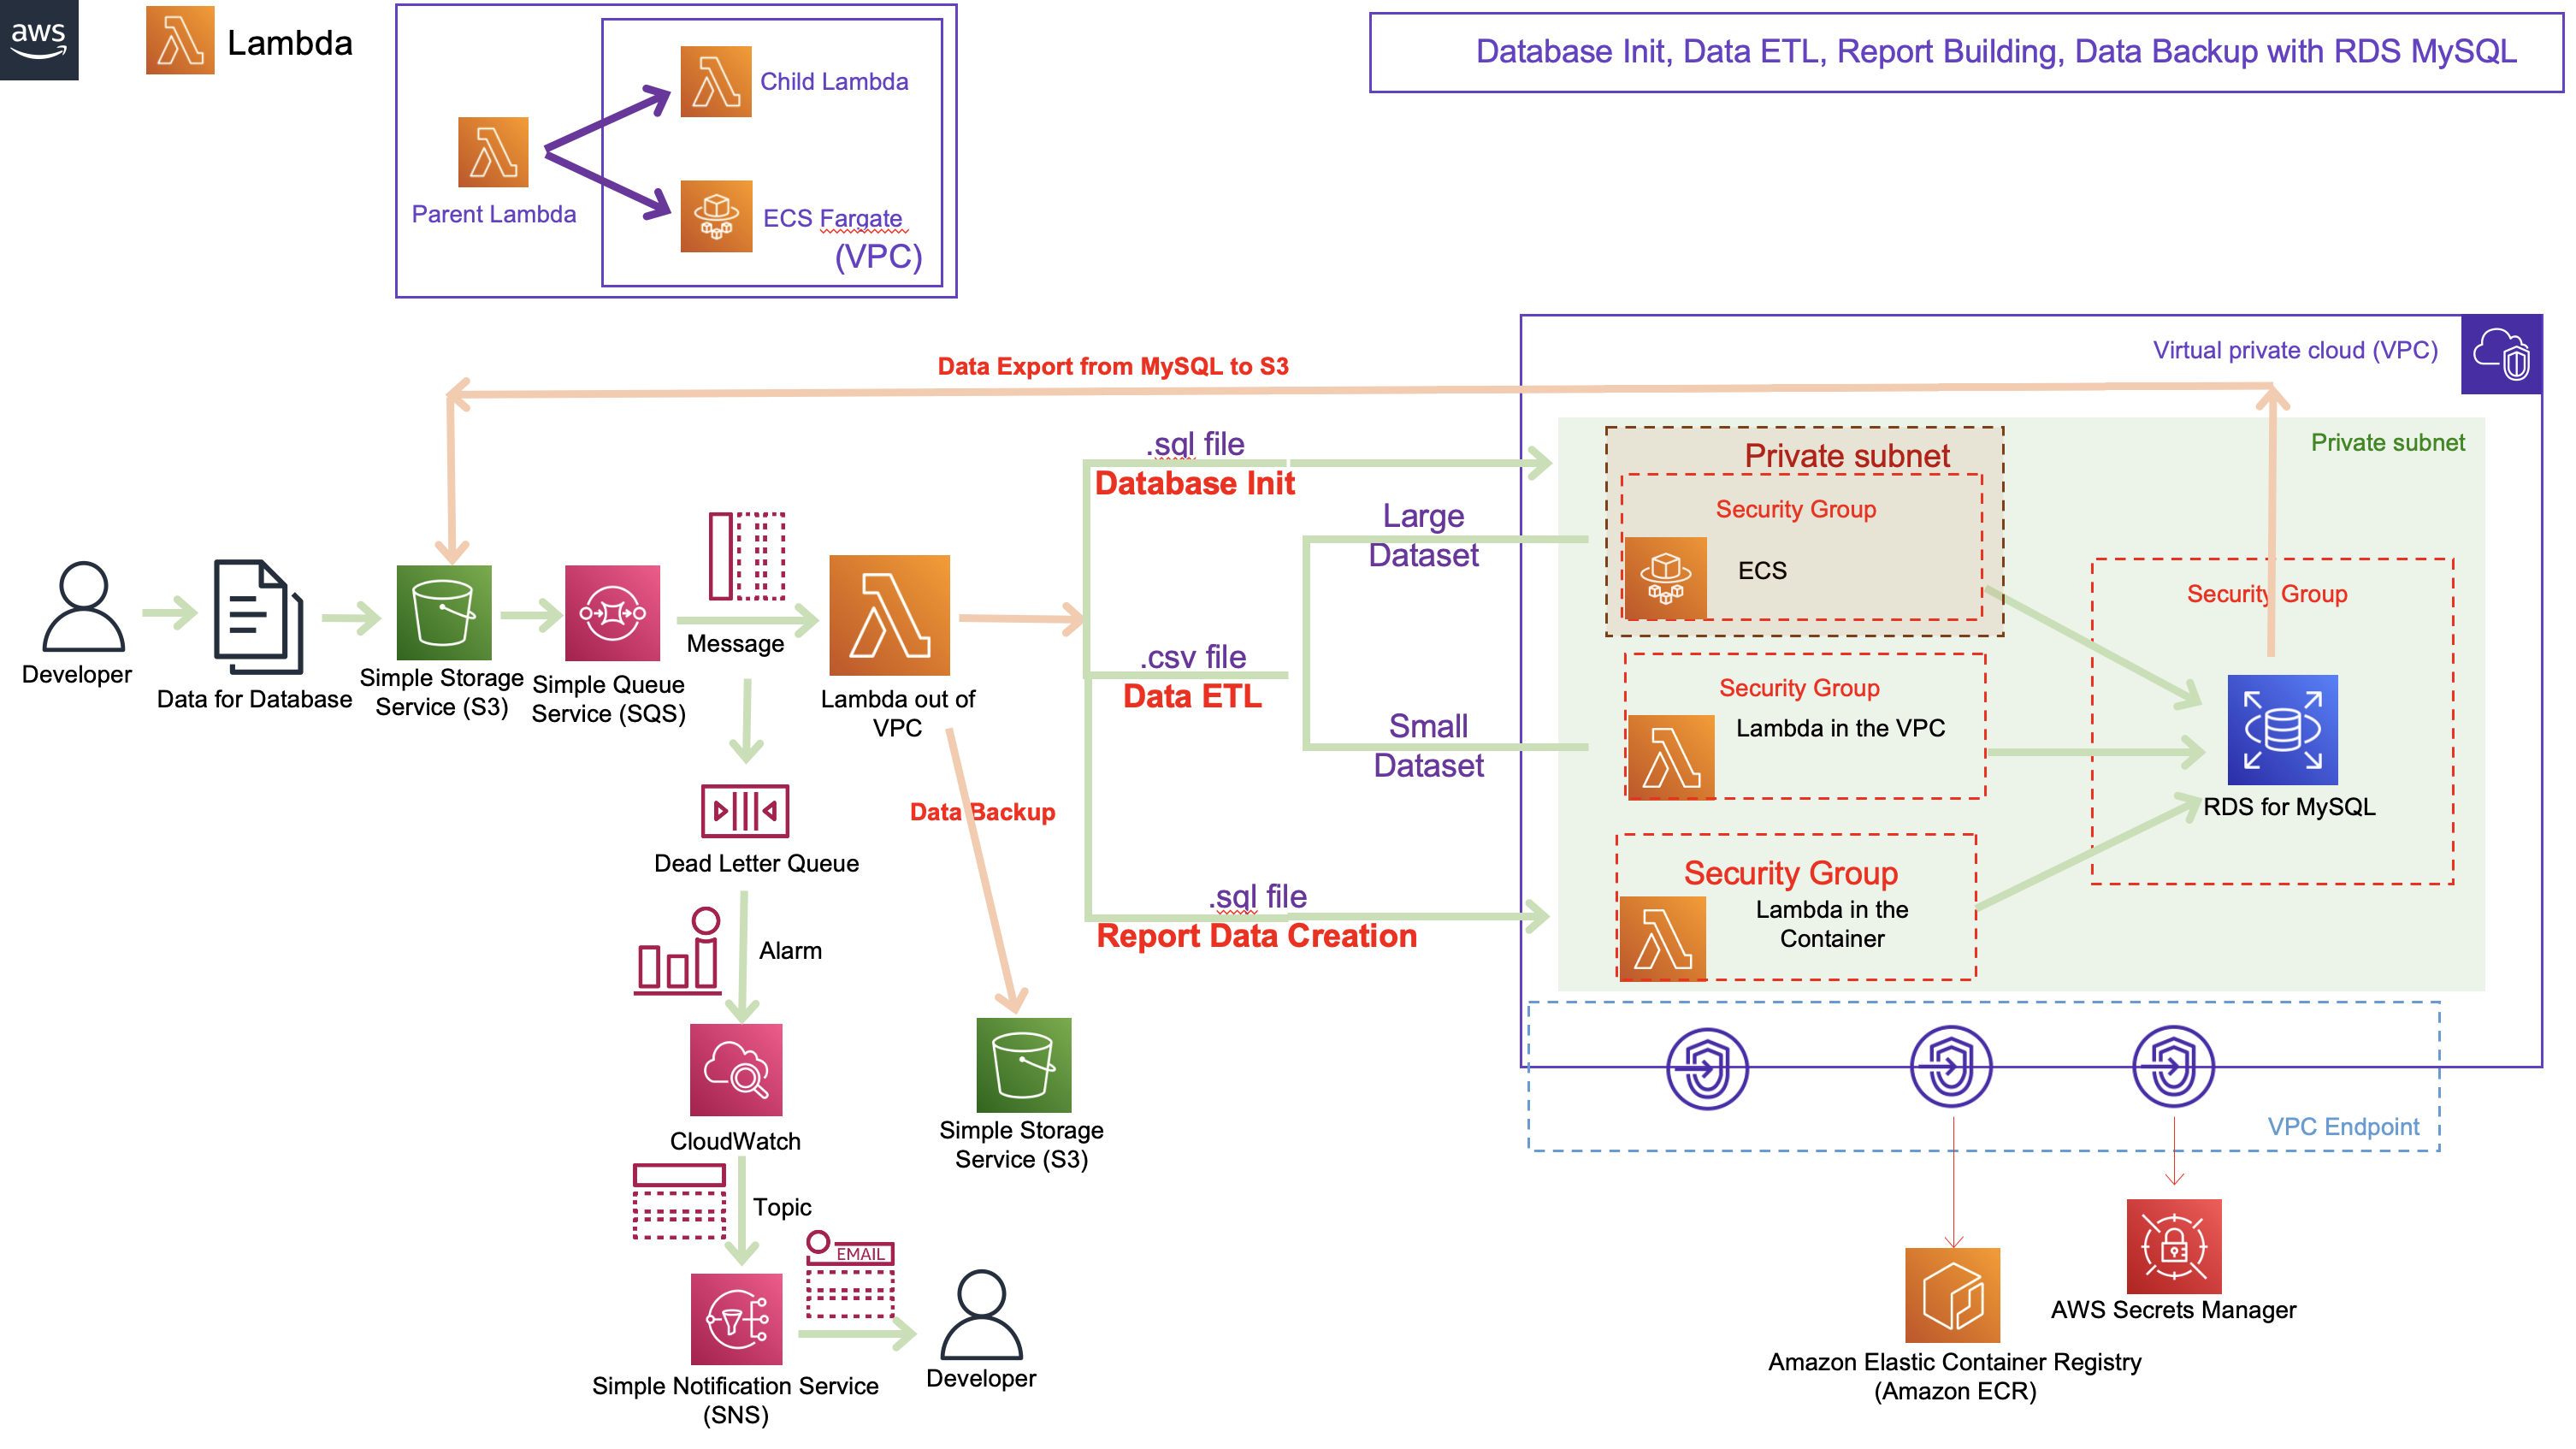 aws
Lambda
Parent Lambda
Child Lambda
ECS Fargate
(VPC)
Database Init, Data ETL, Report Building, Data Backup with RDS MySQL
Virtual private cloud (VPC)
Data Export from MySQL to S3
Private subnet
Private subnet
Security Group
ECS
Security Group
Lambda in the VPC
Security Group
Lambda in the
Container
Security Group
RDS for MySQL
.sql file
Database Init
Large
Dataset
.csv file
Data ETL
Small
Dataset
.sql file
Report Data Creation
Developer
Data for Database
Simple Storage
Service (S3)
Simple Queue
Service (SQS)
Message
Lambda out of
VPC
Data Backup
Dead Letter Queue
Alarm
CloudWatch
Simple Storage
Service (S3)
Topic
EMAIL
Simple Notification Service
(SNS)
Developer
VPC Endpoint
AWS Secrets Manager
Amazon Elastic Container Registry
(Amazon ECR)